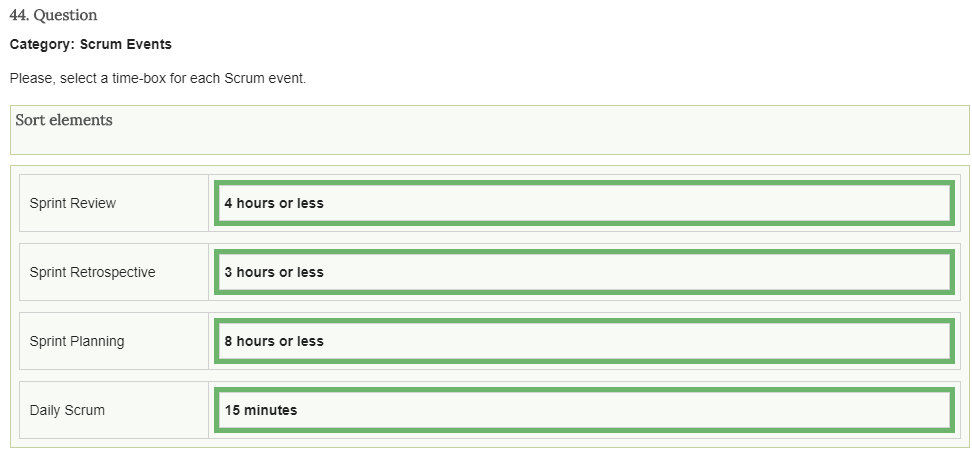 44. Question
Category: Scrum Events
Please, select a time-box for each Scrum event.
Sort elements
Sprint Review
4 hours or less
Sprint Retrospective
3 hours or less
Sprint Planning
8 hours or less
Daily Scrum
15 minutes